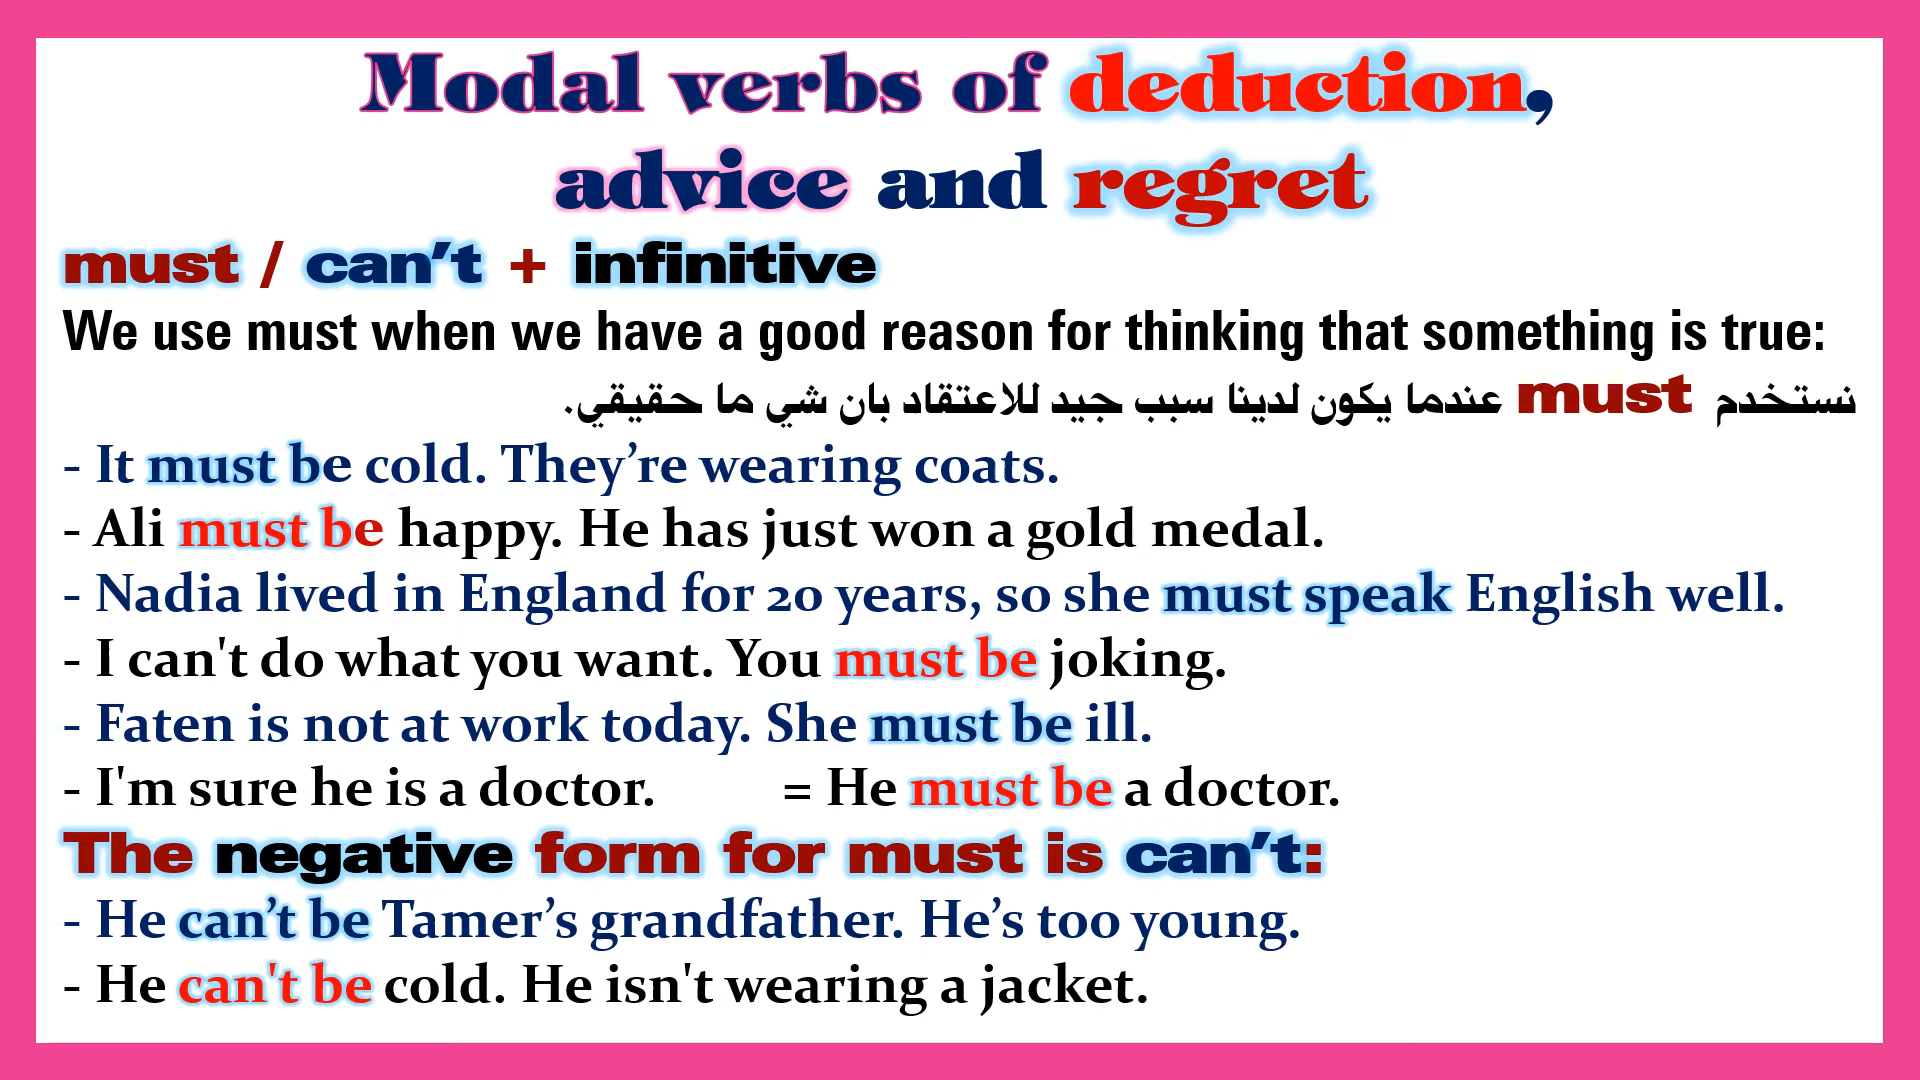 Modal verbs of deduction,
advice and regret
must / can’t + infinitive
We use must when we have a good reason for thinking that something is true:
نستخدم must عندما يكون لدينا سبب جيد للاعتقاد بان شي ما حقيقي.
- It must be cold. They’re wearing coats.
- Ali must be happy. He has just won a gold medal.
- Nadia lived in England for 20 years, so she must speak English well.
- I can't do what you want. You must be joking.
- Faten is not at work today. She must be ill.
- I'm sure he is a doctor. = He must be a doctor.
The negative form for must is can’t:
- He can’t be Tamer’s grandfather. He’s too young.
- He can't be cold. He isn't wearing a jacket.